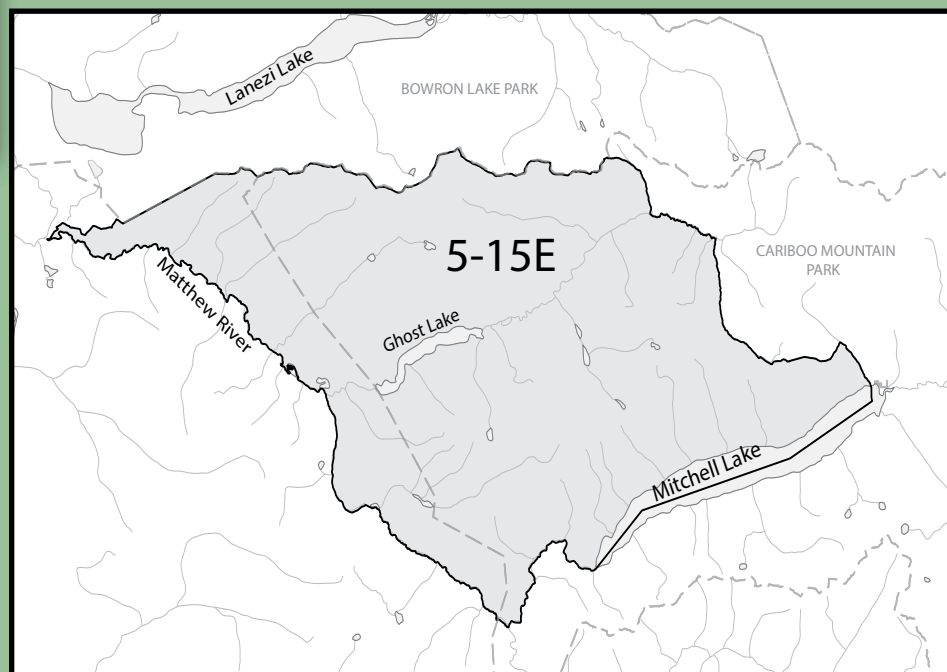 Lanezi Lake
BOWRON LAKE PARK
5-15E
CARIBOO MOUNTAIN
PARK
Matthew River
Ghost Lake
Mitchell Lake